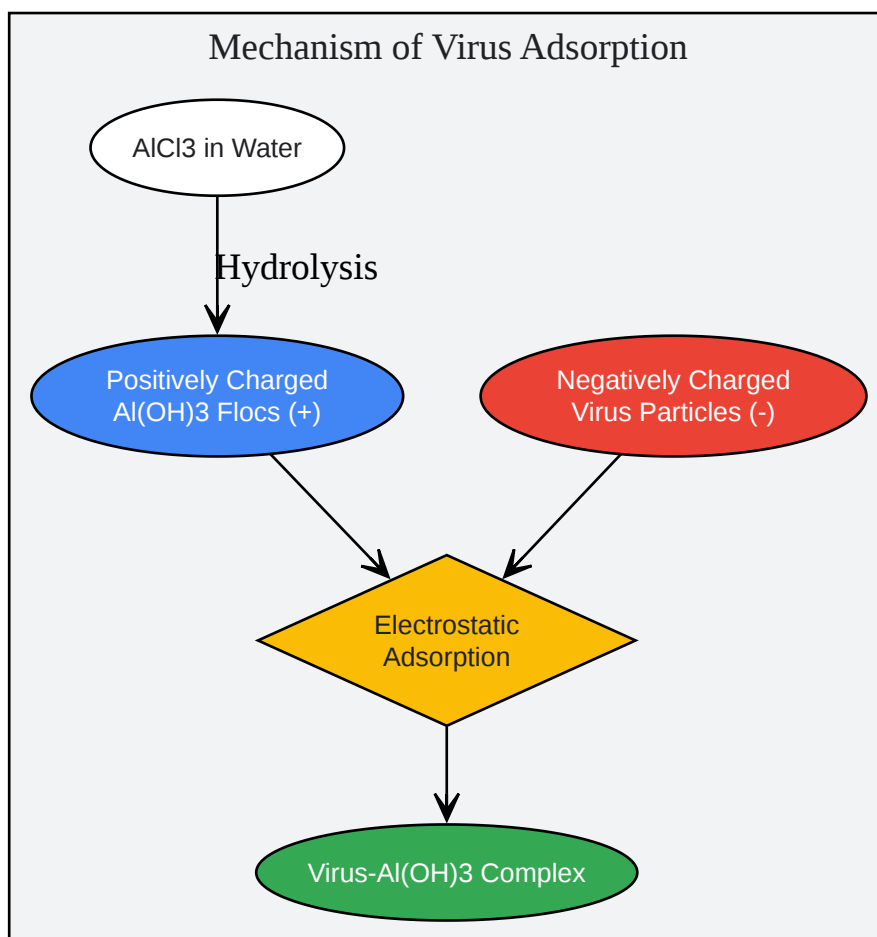 Mechanism of Virus Adsorption
AlCl3 in Water
Hydrolysis
Positively Charged
Al(OH)3 Flocs (+)
Negatively Charged
Virus Particles (-)
Electrostatic
Adsorption
Virus-Al(OH)3 Complex